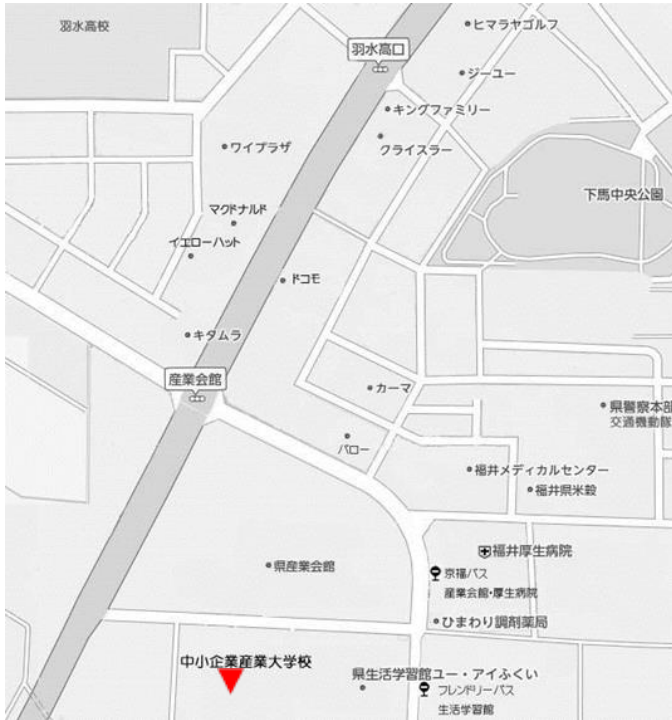 羽水高校
ヒマラヤゴルフ
羽水高口
ジーユー
キングファミリー
クライスラー
ワイプラザ
下馬中央公園
マクドナルド
イエローハット
ドコモ
キタムラ
産業会館
カーマ
県警察本部
交通機動隊
バロー
福井メディカルセンター
福井県米穀
福井厚生病院
県産業会館
京福バス
産業会館・厚生病院
ひまわり調剤薬局
中小企業産業大学校
県生活学習館ユー・アイふくい
フレンドリーバス
生活学習館